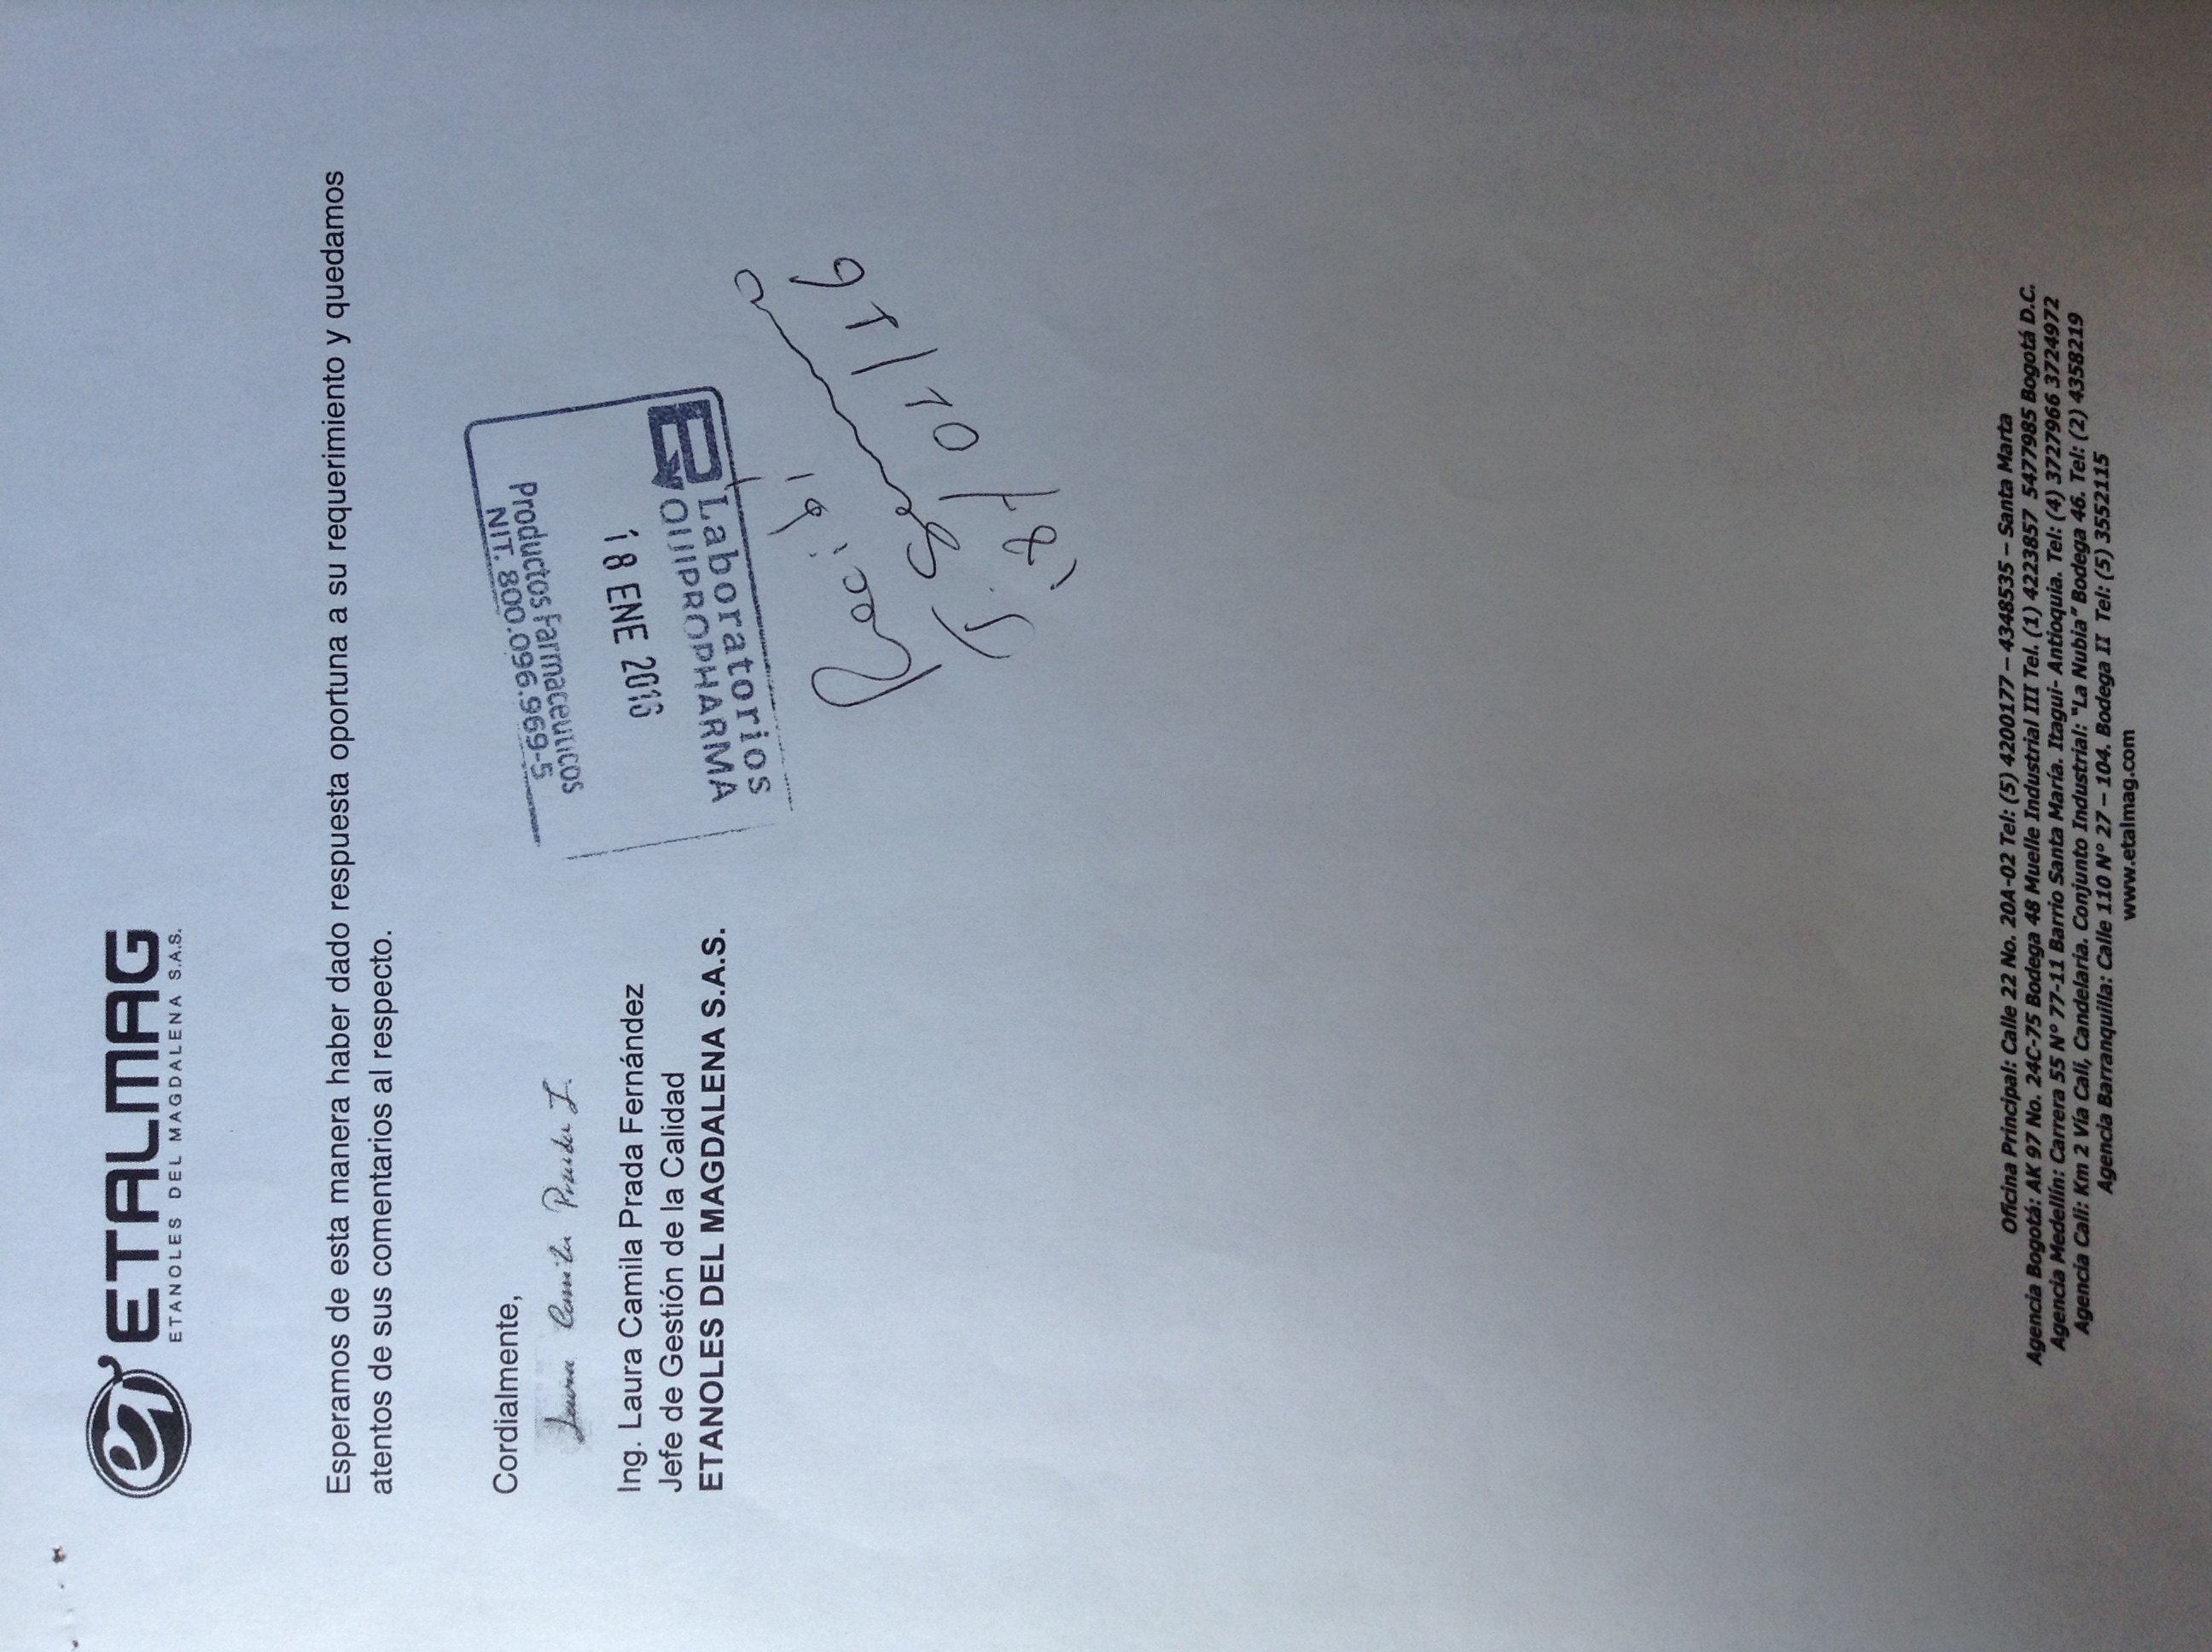 ETALMAG
ETANOLES DEL MAGDALENA S.A.S.
Esperamos de esta manera haber dado respuesta oportuna a su requerimiento y quedamos
atentos de sus comentarios al respecto.
Cordialmente,
Laura Camila Prada F.
Ing. Laura Camila Prada Fernández
Jefe de Gestión de la Calidad
ETANOLES DEL MAGDALENA S.A.S.
Laboratorios
QUIPROPHARMA
18 ENE 2016
Productos Farmacéuticos
NIT. 800.096.969-5
Recibí
J.
18/01/16
Oficina Principal: Calle 22 No. 20A-02 Tel: (5) 4200177 – 4348535 – Santa Marta
Agencia Bogotá: AK 97 No. 24C-75 Bodega 48 Muelle Industrial III Tel. (1) 4223857 5477985 Bogotá D.C.
Agencia Medellín: Carrera 55 N° 77-11 Barrio Santa María. Itagui- Antioquia. Tel: (4) 3727966 3724972
Agencia Cali: Km 2 Vía Cali, Candelaria. Conjunto Industrial: "La Nubia" Bodega 46. Tel: (2) 4358219
Agencia Barranquilla: Calle 110 N° 27 – 104. Bodega II Tel: (5) 3552115
www.etalmag.com